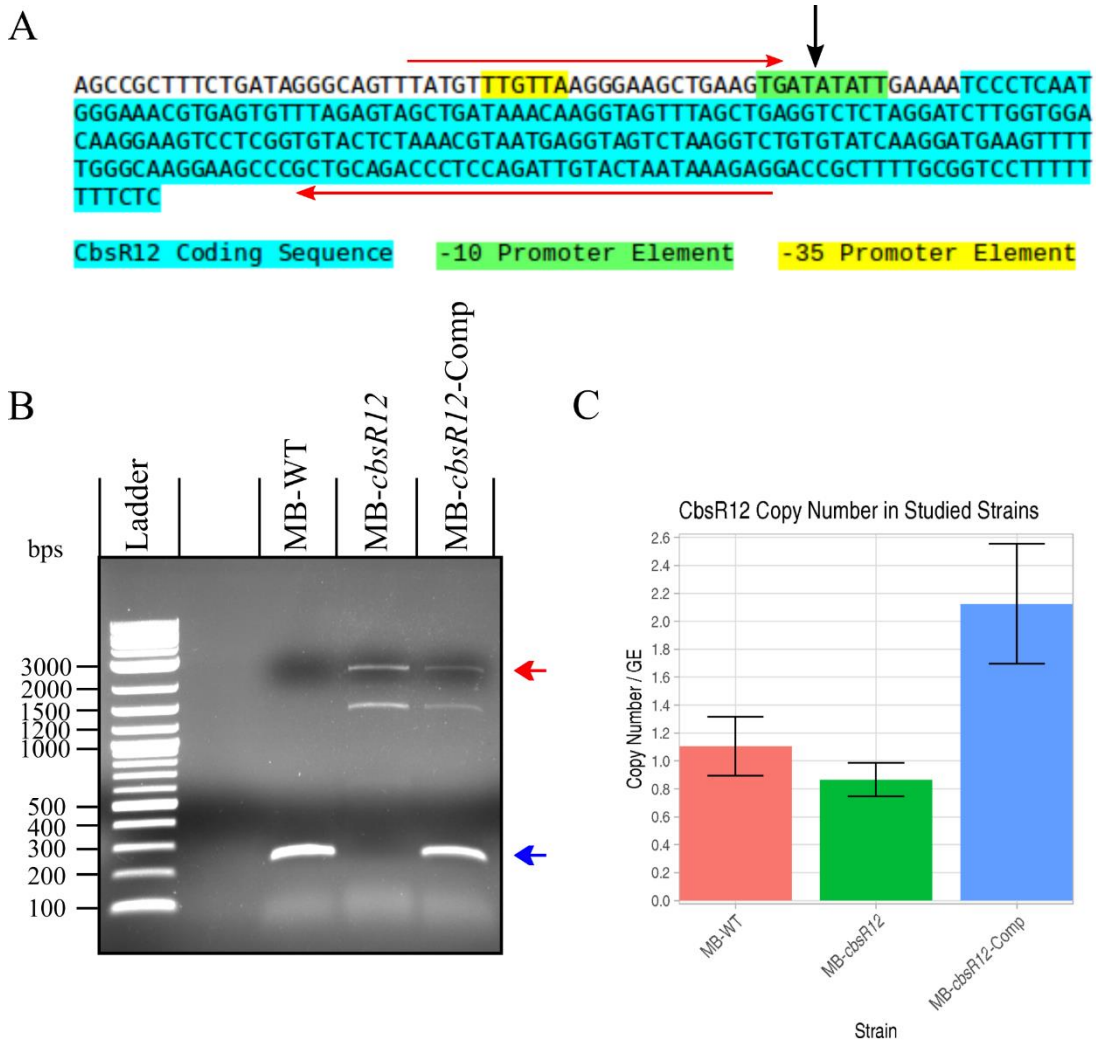 A
AGCCGCTTTCTGATAGGGCAGTTTATGTTTGTTAAGGGAAGCTGAAGTGATATATTGAAAATCCCTCAAT
GGGAAACGTGAGTGTTTAGAGTAGCTGATAAACAAGGTAGTTTAGCTGAGGTCTCTAGGATCTTGGTGGA
CAAGGAAGTCCTCGGTGTACTCTAAACGTAATGAGGTAGTCTAAGGTCTGTGTATCAAGGATGAAGTTTT
TGGGCAAGGAAGCCCGCTGCAGACCCTCCAGATTGTACTAATAAAGAGGACCGCTTTTGCGGTCCTTTTT
TTTCTC
CbsR12 Coding Sequence
-10 Promoter Element
-35 Promoter Element
B
bps
Ladder
MB-WT
MB-cbsR12
MB-cbsR12-Comp
3000
2000
1500
1200
1000
500
400
300
200
100
C
CbsR12 Copy Number in Studied Strains
Copy Number / GE
2.6
2.4
2.2
2.0
1.8
1.6
1.4
1.2
1.0
0.8
0.6
0.4
0.2
0.0
MB-WT
MB-cbsR12
MB-cbsR12-Comp
Strain